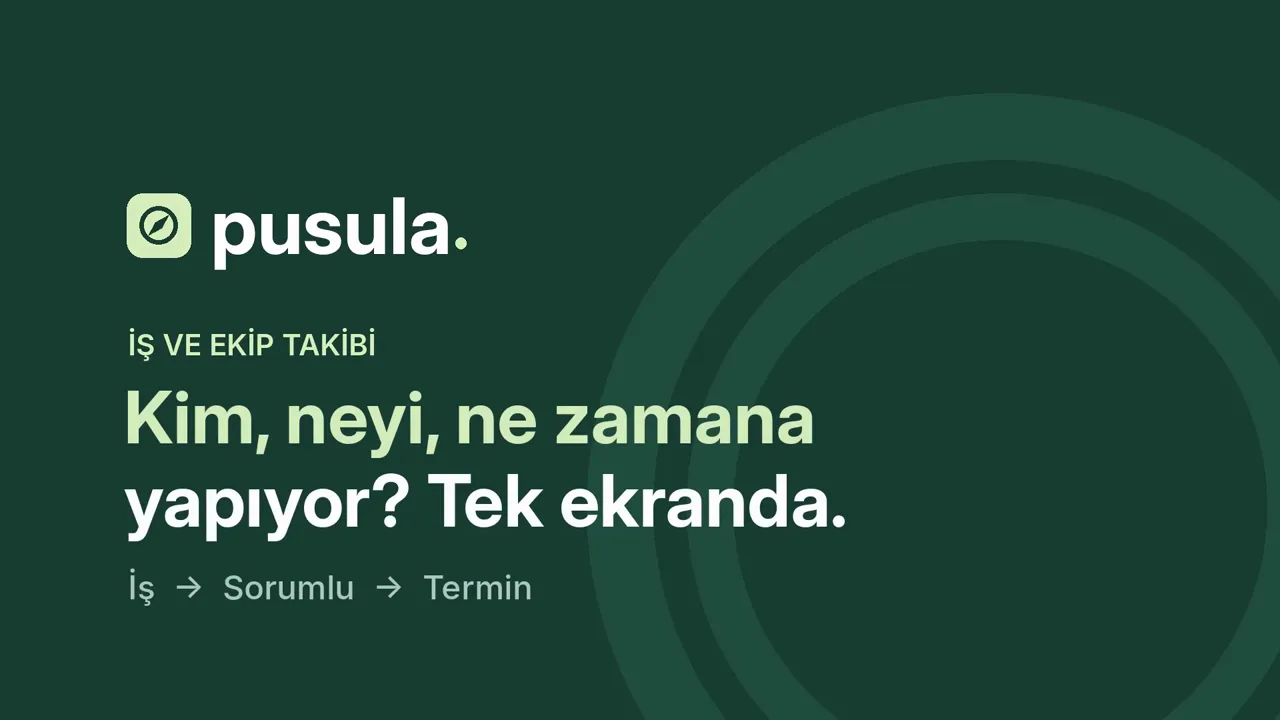 pusula.
İŞ VE EKİP TAKİBİ
Kim, neyi, ne zamana
yapıyor? Tek ekranda.
İş → Sorumlu → Termin